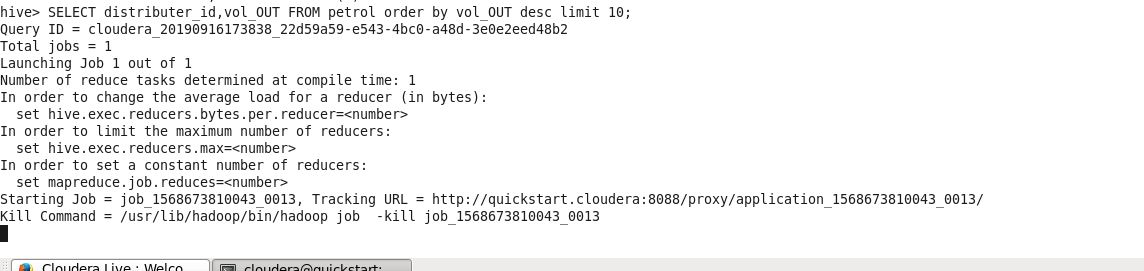 hive> SELECT distributer_id,vol_OUT FROM petrol order by vol_OUT desc limit 10;
Query ID = cloudera_20190916173838_22d59a59-e543-4bc0-a48d-3e0e2eed48b2
Total jobs = 1
Launching Job 1 out of 1
Number of reduce tasks determined at compile time: 1
In order to change the average load for a reducer (in bytes):
  set hive.exec.reducers.bytes.per.reducer=<number>
In order to limit the maximum number of reducers:
  set hive.exec.reducers.max=<number>
In order to set a constant number of reducers:
  set mapreduce.job.reduces=<number>
Starting Job = job_1568673810043_0013, Tracking URL = http://quickstart.cloudera:8088/proxy/application_1568673810043_0013/
Kill Command = /usr/lib/hadoop/bin/hadoop job  -kill job_1568673810043_0013
Cloudera Live : Welco... cloudera@quickstart: